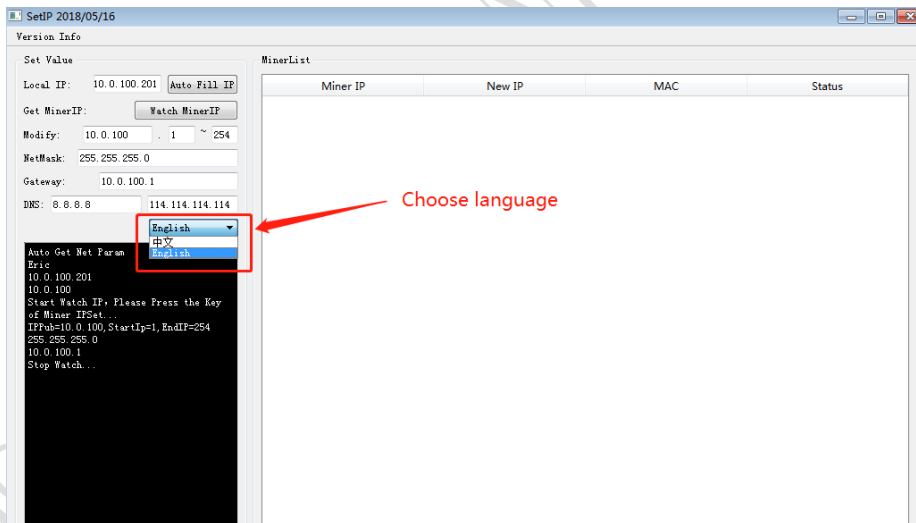 SetIP 2018/05/16
Version Info
Set Value
Local IP: 10.0.100.201 Auto Fill IP
Get MinerIP: Watch MinerIP
Modify: 10.0.100 . 1 ~ 254
NetMask: 255.255.255.0
Gateway: 10.0.100.1
DNS: 8.8.8.8 114.114.114.114
English
中文
English
Auto Get Net Param
Eric
10.0.100.201
10.0.100
Start Watch IP, Please Press the Key
of Miner IPSet...
IPPub=10.0.100,StartIp=1,EndIP=254
255.255.255.0
10.0.100.1
Stop Watch...
MinerList
Miner IP New IP MAC Status
Choose language